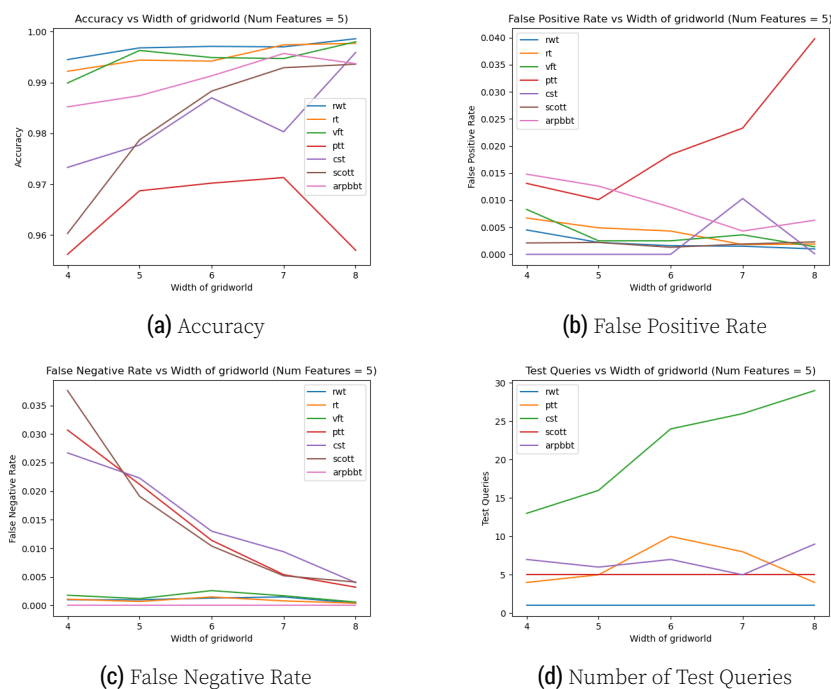 Accuracy vs Width of gridworld (Num Features = 5)
1.00
0.99
0.98
0.97
0.96
Accuracy
rwt
rt
vft
ptt
cst
scott
arpbbt
4 5 6 7 8
Width of gridworld
(a) Accuracy
False Positive Rate vs Width of gridworld (Num Features = 5)
0.040
0.035
0.030
0.025
0.020
0.015
0.010
0.005
0.000
False Positive Rate
rwt
rt
vft
ptt
cst
scott
arpbbt
4 5 6 7 8
Width of gridworld
(b) False Positive Rate
False Negative Rate vs Width of gridworld (Num Features = 5)
0.035
0.030
0.025
0.020
0.015
0.010
0.005
0.000
False Negative Rate
rwt
rt
vft
ptt
cst
scott
arpbbt
4 5 6 7 8
Width of gridworld
(c) False Negative Rate
Test Queries vs Width of gridworld (Num Features = 5)
30
25
20
15
10
5
0
Test Queries
rwt
ptt
cst
scott
arpbbt
4 5 6 7 8
Width of gridworld
(d) Number of Test Queries